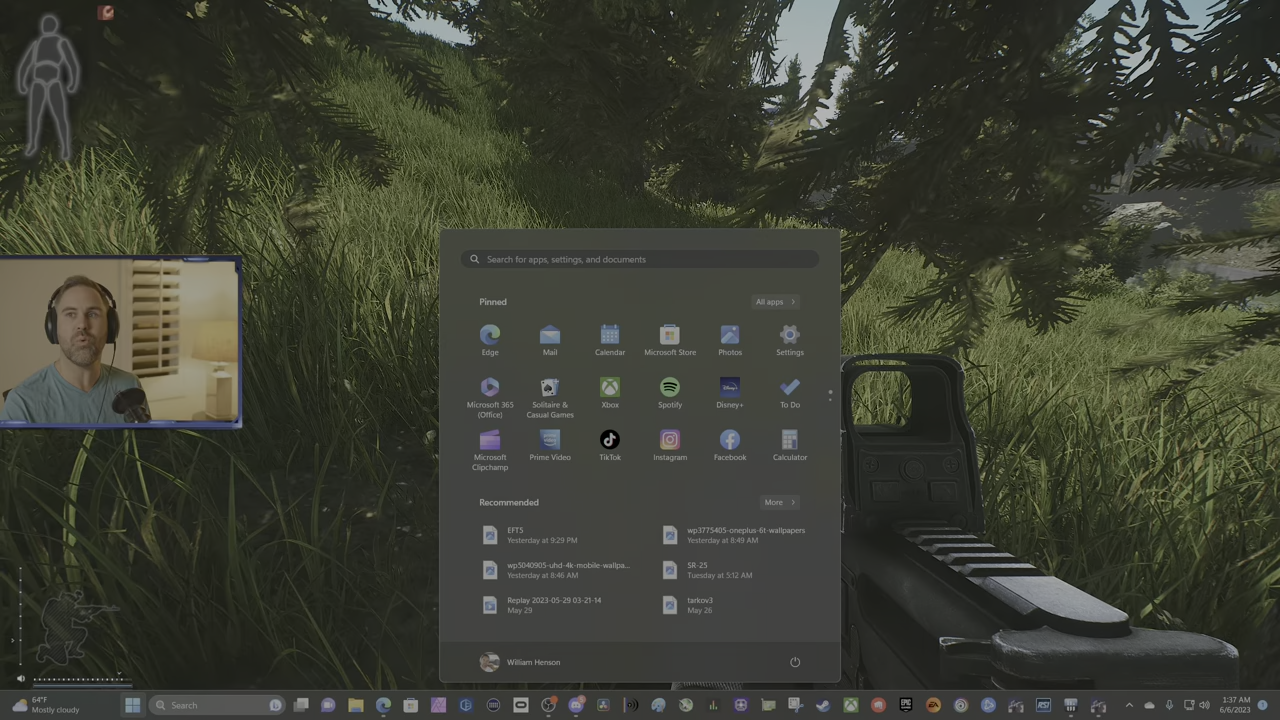 Search for apps, settings, and documents
Pinned
All apps
Edge
Mail
Calendar
Microsoft Store
Photos
Settings
Microsoft 365
(Office)
Solitaire &
Casual Games
Xbox
Spotify
Disney+
To Do
Microsoft
Clipchamp
Prime Video
TikTok
Instagram
Facebook
Calculator
Recommended
More
EFT5
Yesterday at 9:29 PM
wp3775405-oneplus-6t-wallpapers
Yesterday at 8:49 AM
wp5040905-uhd-4k-mobile-wallpa...
Yesterday at 8:46 AM
SR-25
Tuesday at 5:12 AM
Replay 2023-05-29 03-21-14
May 29
tarkov3
May 26
William Henson
64°F
Mostly cloudy
Search
EPIC
EA
RSI
1:37 AM
6/6/2023